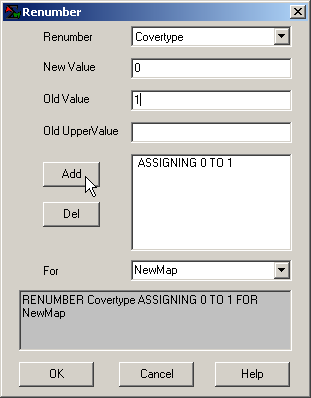 Renumber
Renumber Covertype
New Value 0
Old Value 1
Old UpperValue
Add
ASSIGNING 0 TO 1
Del
For NewMap
RENUMBER Covertype ASSIGNING 0 TO 1 FOR
NewMap
OK Cancel Help